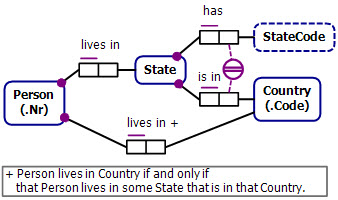 has
StateCode
lives in
State
is in
Person
(.Nr)
Country
(.Code)
lives in +
+ Person lives in Country if and only if
that Person lives in some State that is in that Country.